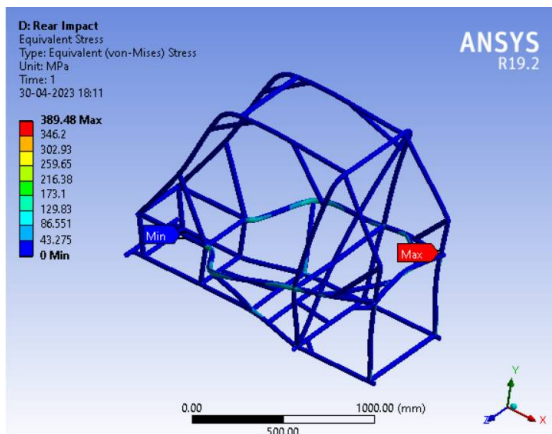 D: Rear Impact
Equivalent Stress
Type: Equivalent (von-Mises) Stress
Unit: MPa
Time: 1
30-04-2023 18:11
ANSYS
R19.2
389.48 Max
346.2
302.93
259.65
216.38
173.1
129.83
86.551
43.275
0 Min
Min
Max
0.00 1000.00 (mm)
500.00
Y
Z X